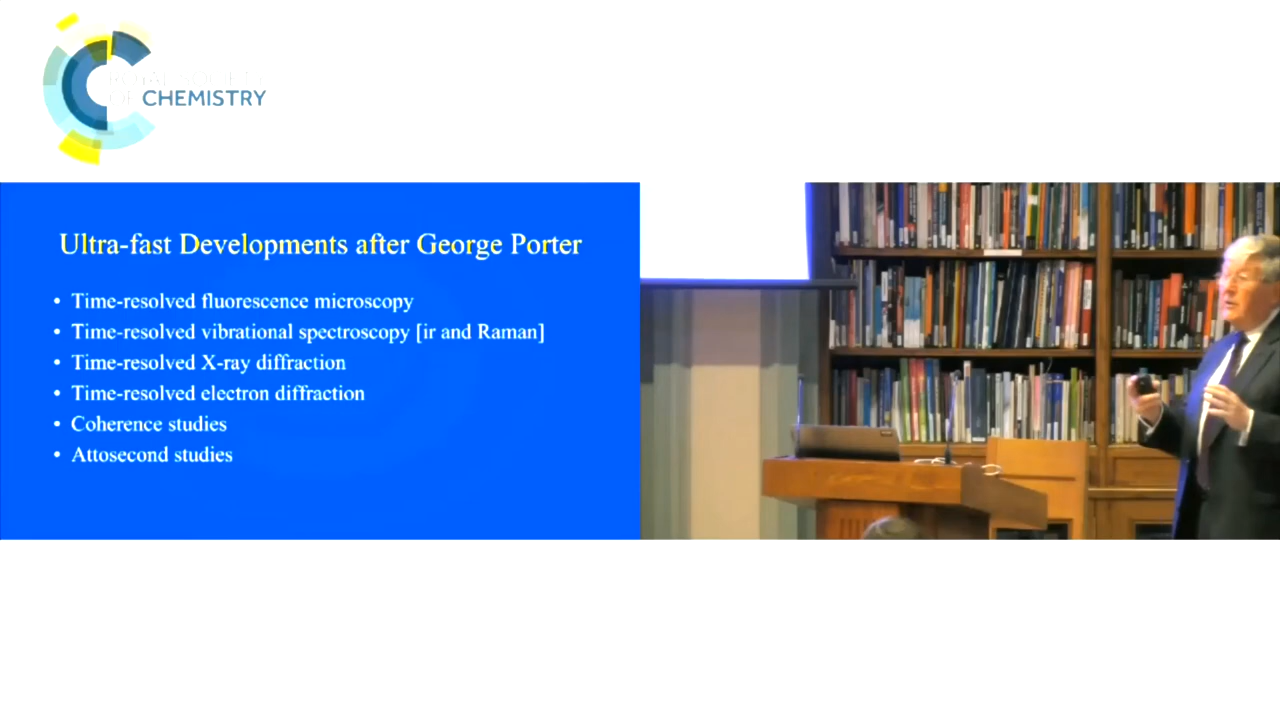 CHEMISTRY
Ultra-fast Developments after George Porter
• Time-resolved fluorescence microscopy
• Time-resolved vibrational spectroscopy [ir and Raman]
• Time-resolved X-ray diffraction
• Time-resolved electron diffraction
• Coherence studies
• Attosecond studies